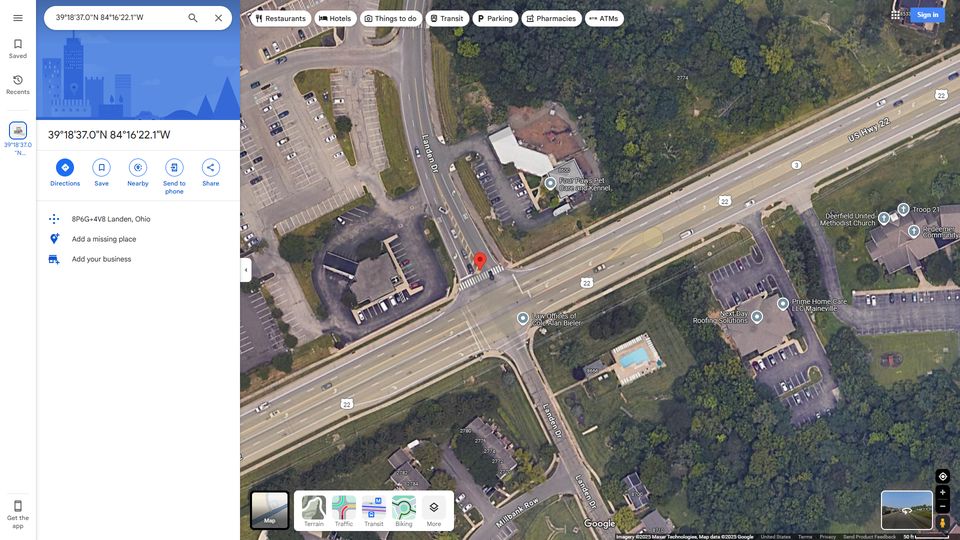 39°18'37.0"N 84°16'22.1"W
Restaurants
Hotels
Things to do
Transit
Parking
Pharmacies
ATMs
Sign in
Saved
Recents
39°18'37.0
"N...
39°18'37.0"N 84°16'22.1"W
Directions
Save
Nearby
Send to
phone
Share
8P6G+4V8 Landen, Ohio
Add a missing place
Add your business
Get the
app
2774
22
US Hwy 22
3
22
Landen Dr
Landen Dr
Four Paws Pet
Care and Kennel
Troop 21
Deerfield United
Methodist Church
Redeemer
Community
22
Prime Home Care
LLC Maineville
Next Day
Roofing Solutions
Law Offices of
Cole Alan Bieler
22
Landen Dr
Landen Dr
Millbank Row
Map
Terrain
Traffic
Transit
Biking
More
Google
Imagery ©2025 Maxar Technologies, Map data ©2025 Google
United States
Terms
Privacy
Send Product Feedback
50 ft